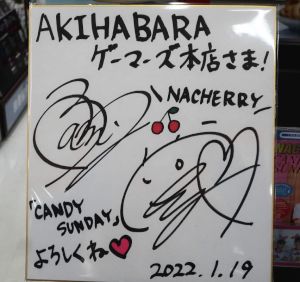 AKIHABARA
ゲーマーズ本店さま!
\NACHERRY/
「CANDY
SUNDAY」
よろしくね♥
2022.1.19